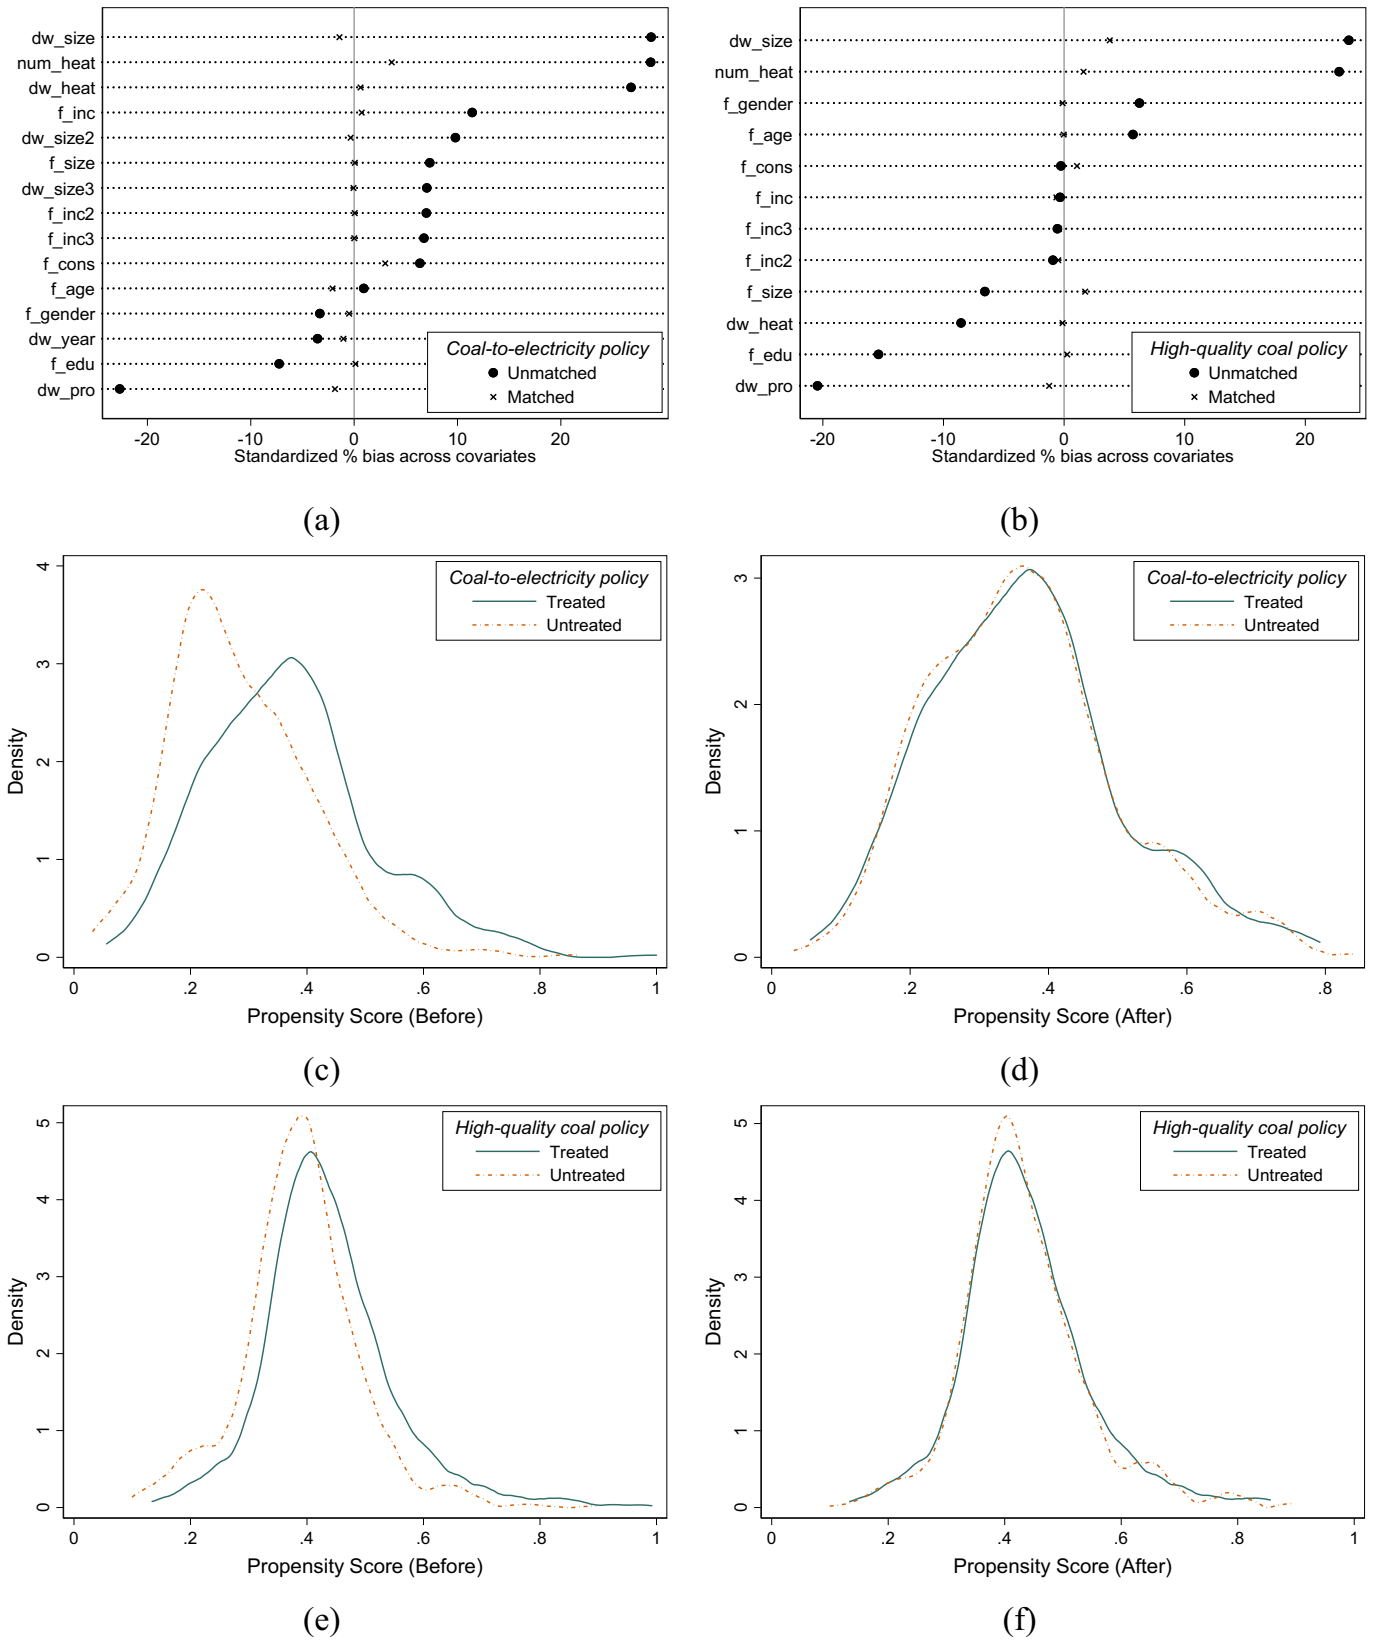 dw_size
num_heat
dw_heat
f_inc
dw_size2
f_size
dw_size3
f_inc2
f_inc3
f_cons
f_age
f_gender
dw_year
f_edu
dw_pro
Coal-to-electricity policy
Unmatched
Matched
-20 -10 0 10 20
Standardized % bias across covariates
(a)
dw_size
num_heat
f_gender
f_age
f_cons
f_inc
f_inc3
f_inc2
f_size
dw_heat
f_edu
dw_pro
High-quality coal policy
Unmatched
Matched
-20 -10 0 10 20
Standardized % bias across covariates
(b)
Coal-to-electricity policy
Treated
Untreated
Density
4
3
2
1
0
0 .2 .4 .6 .8 1
Propensity Score (Before)
(c)
Coal-to-electricity policy
Treated
Untreated
Density
3
2
1
0
0 .2 .4 .6 .8
Propensity Score (After)
(d)
High-quality coal policy
Treated
Untreated
Density
5
4
3
2
1
0
0 .2 .4 .6 .8 1
Propensity Score (Before)
(e)
High-quality coal policy
Treated
Untreated
Density
5
4
3
2
1
0
0 .2 .4 .6 .8 1
Propensity Score (After)
(f)